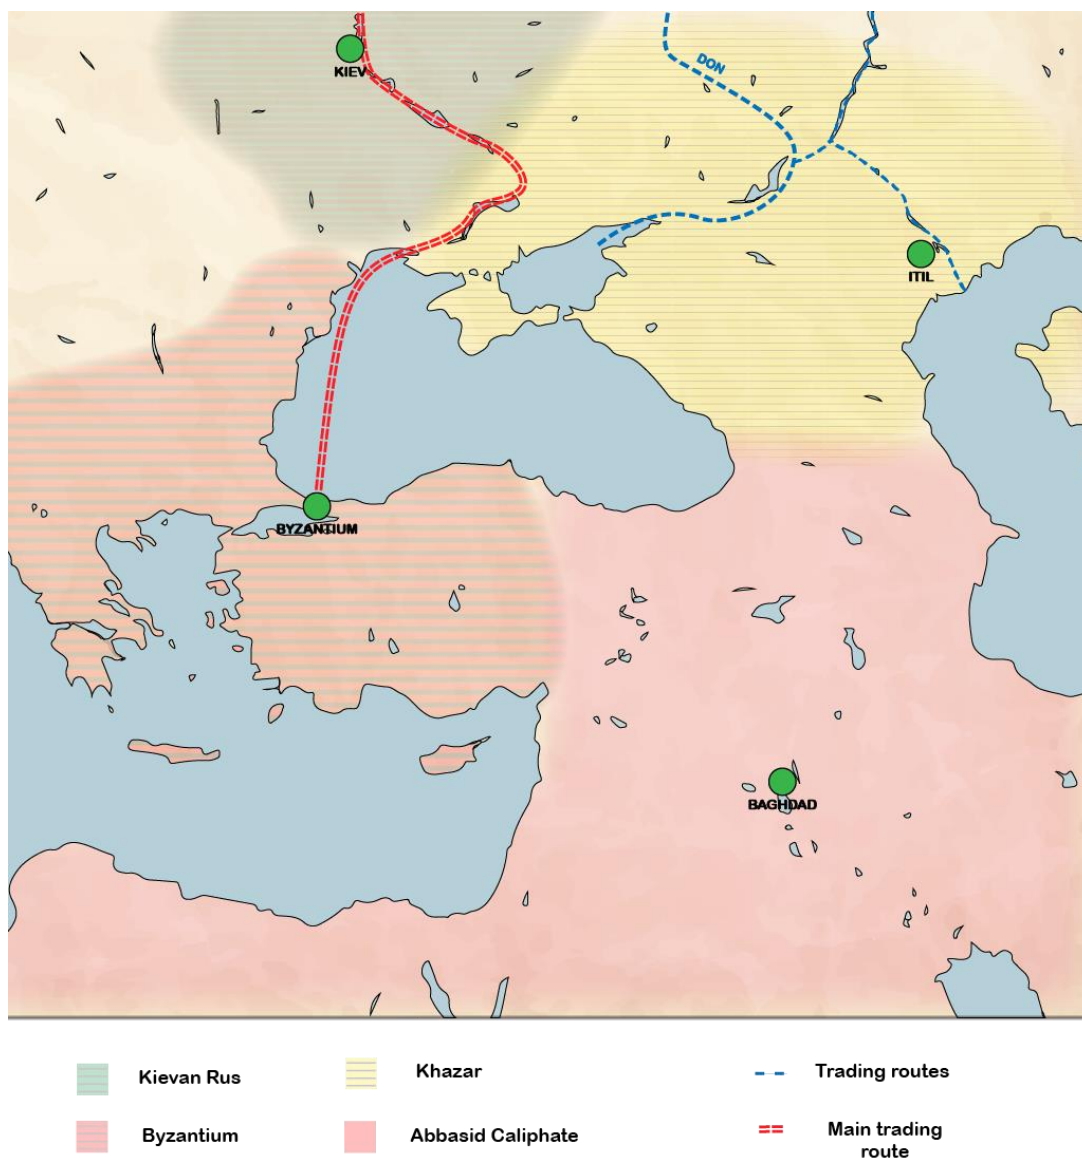 DON
KIEV
ITIL
BYZANTIUM
BAGHDAD
Kievan Rus
Khazar
Trading routes
Byzantium
Abbasid Caliphate
Main trading
route